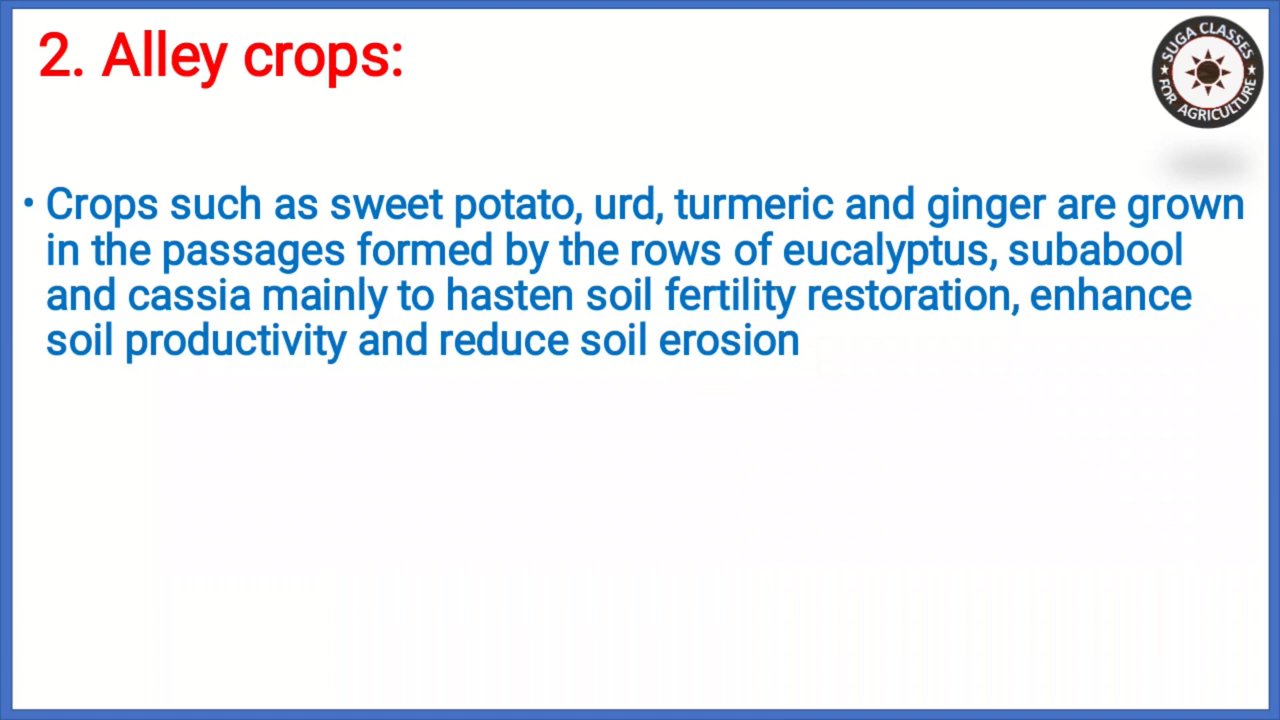 2. Alley crops:
SUGA CLASSES
FOR AGRICULTURE
• Crops such as sweet potato, urd, turmeric and ginger are grown
in the passages formed by the rows of eucalyptus, subabool
and cassia mainly to hasten soil fertility restoration, enhance
soil productivity and reduce soil erosion